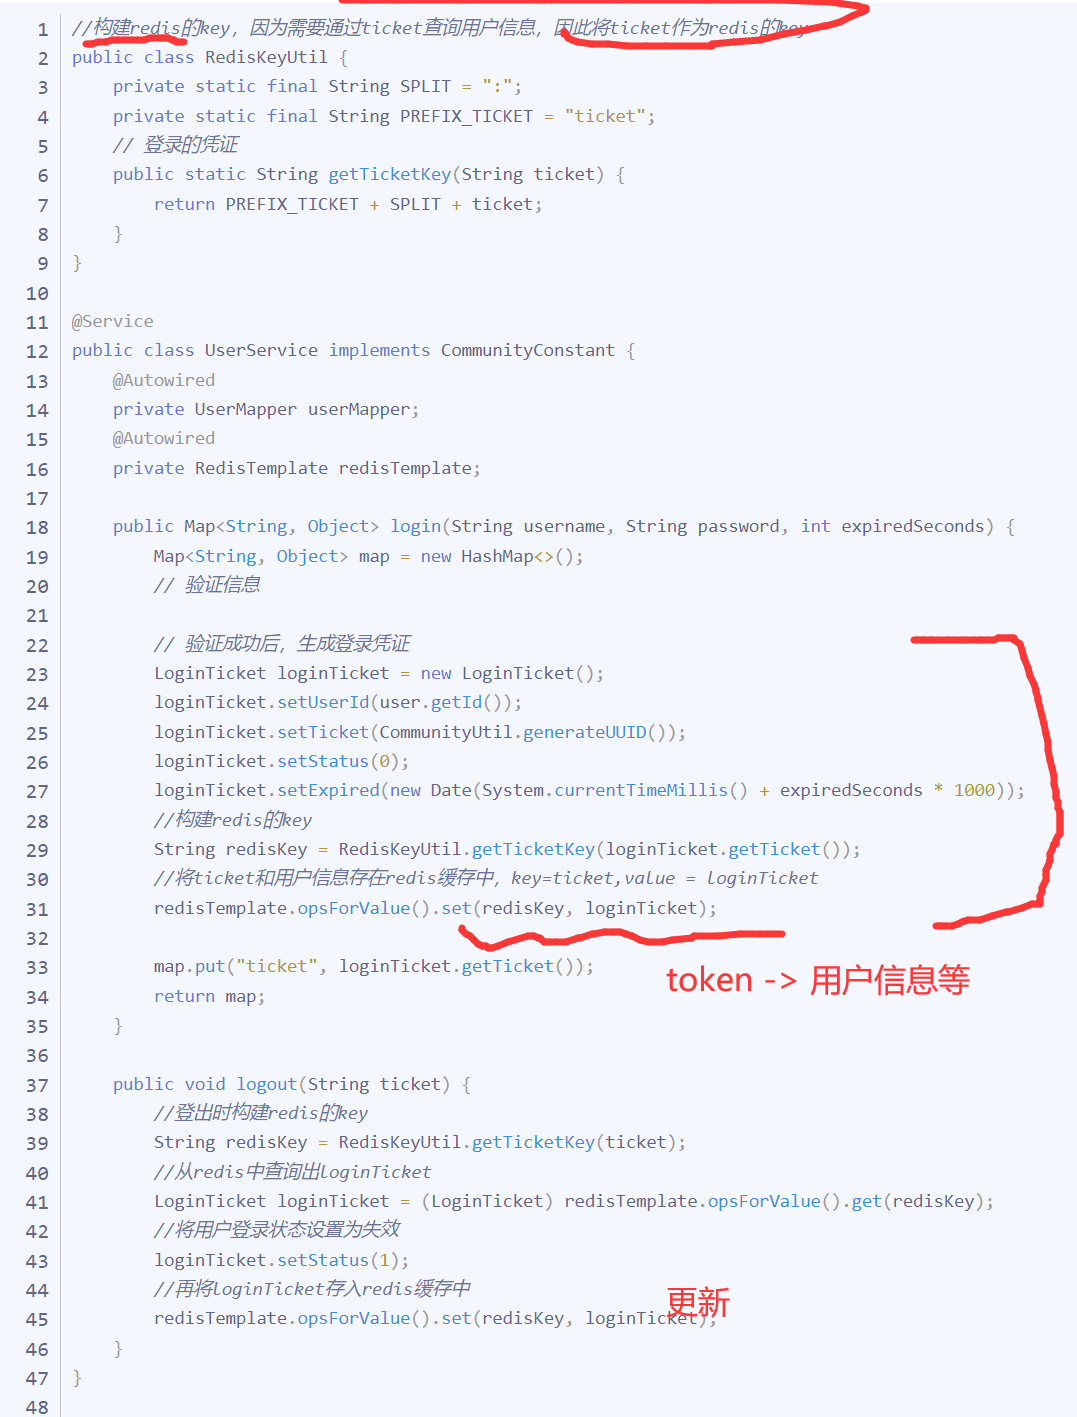 1 //构建redis的key，因为需要通过ticket查询用户信息，因此将ticket作为redis的key
2 public class RedisKeyUtil {
3 private static final String SPLIT = ":";
4 private static final String PREFIX_TICKET = "ticket";
5 // 登录的凭证
6 public static String getTicketKey(String ticket) {
7 return PREFIX_TICKET + SPLIT + ticket;
8 }
9 }
10
11 @Service
12 public class UserService implements CommunityConstant {
13 @Autowired
14 private UserMapper userMapper;
15 @Autowired
16 private RedisTemplate redisTemplate;
17
18 public Map<String, Object> login(String username, String password, int expiredSeconds) {
19 Map<String, Object> map = new HashMap<>();
20 // 验证信息
21
22 // 验证成功后，生成登录凭证
23 LoginTicket loginTicket = new LoginTicket();
24 loginTicket.setUserId(user.getId());
25 loginTicket.setTicket(CommunityUtil.generateUUID());
26 loginTicket.setStatus(0);
27 loginTicket.setExpired(new Date(System.currentTimeMillis() + expiredSeconds * 1000));
28 //构建redis的key
29 String redisKey = RedisKeyUtil.getTicketKey(loginTicket.getTicket());
30 //将ticket和用户信息存在redis缓存中，key=ticket,value = loginTicket
31 redisTemplate.opsForValue().set(redisKey, loginTicket);
32
33 map.put("ticket", loginTicket.getTicket());
token -> 用户信息等
34 return map;
35 }
36
37 public void logout(String ticket) {
38 //登出时构建redis的key
39 String redisKey = RedisKeyUtil.getTicketKey(ticket);
40 //从redis中查询出loginTicket
41 LoginTicket loginTicket = (LoginTicket) redisTemplate.opsForValue().get(redisKey);
42 //将用户登录状态设置为失效
43 loginTicket.setStatus(1);
44 //再将loginTicket存入redis缓存中
更新
45 redisTemplate.opsForValue().set(redisKey, loginTicket);
46 }
47 }
48